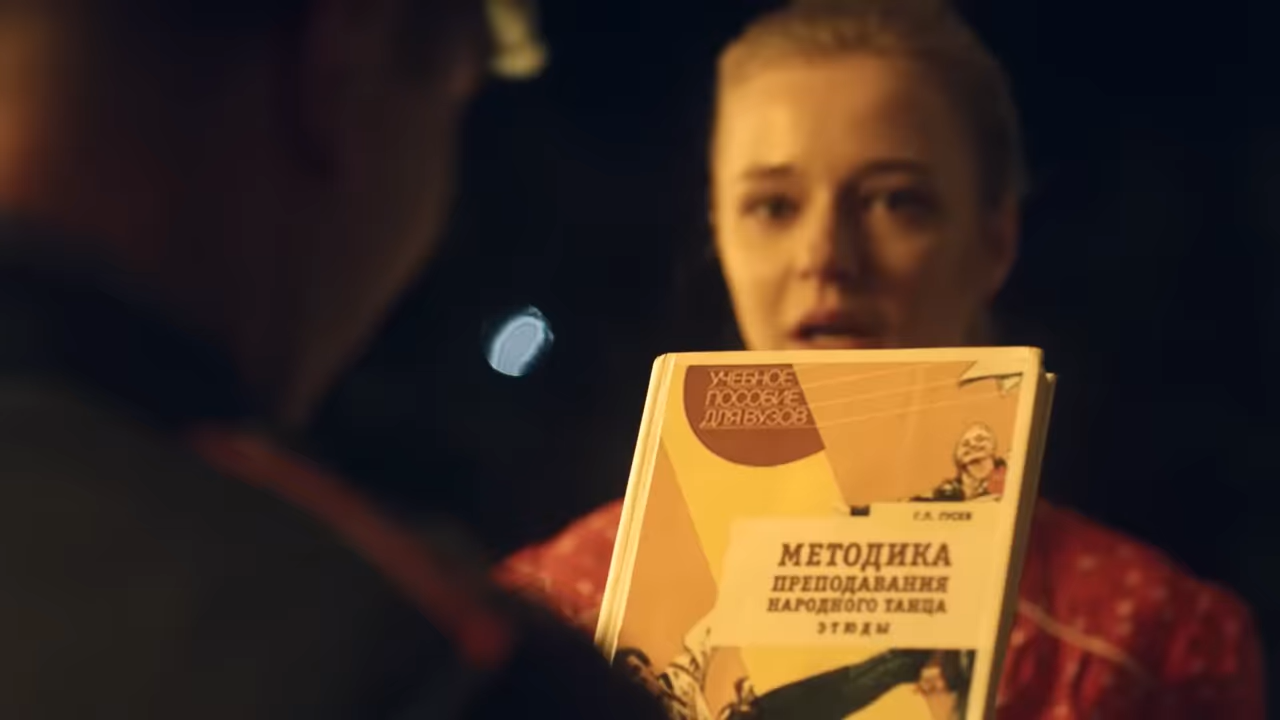 УЧЕБНОЕ
ПОСОБИЕ
ДЛЯ ВУЗОВ
Г.П. ГУСЕВ
МЕТОДИКА
ПРЕПОДАВАНИЯ
НАРОДНОГО ТАНЦА
ЭТЮДЫ